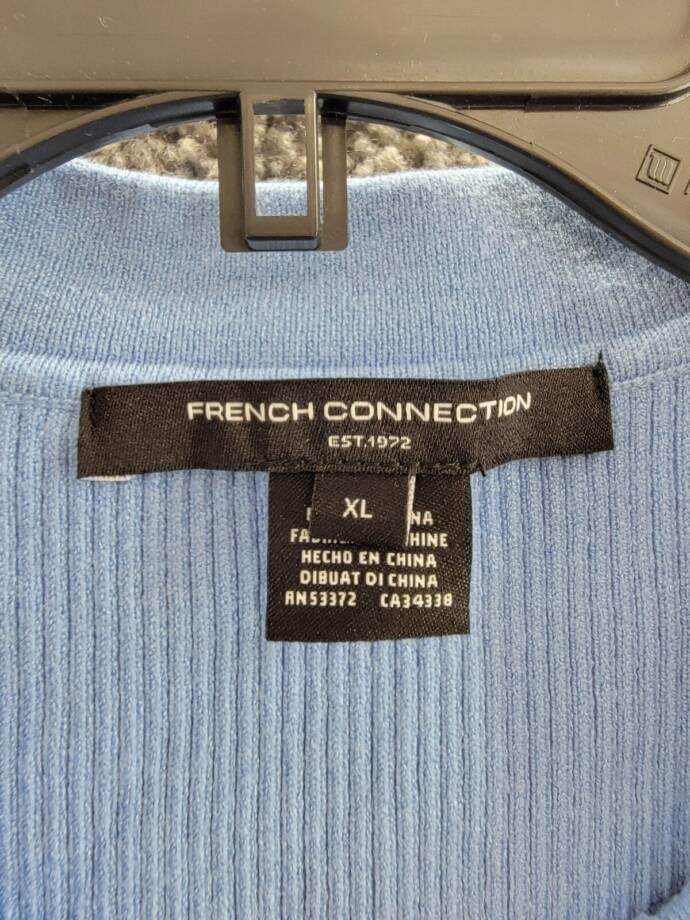 FRENCH CONNECTION
EST.1972
XL
HECHO EN CHINA
DIBUAT DI CHINA
RN53372 CA34338